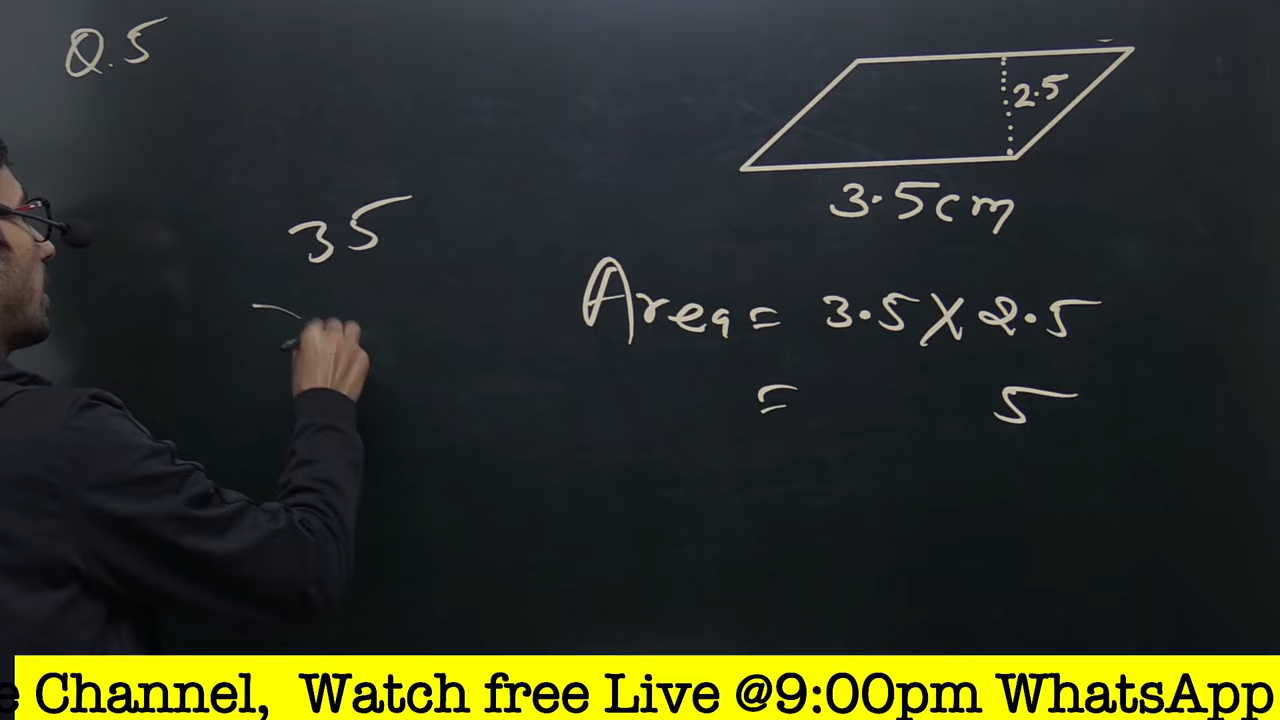 Q.5
2.5
3.5cm
35
Area = 3.5 X 2.5
= 5
e Channel, Watch free Live @9:00pm WhatsApp